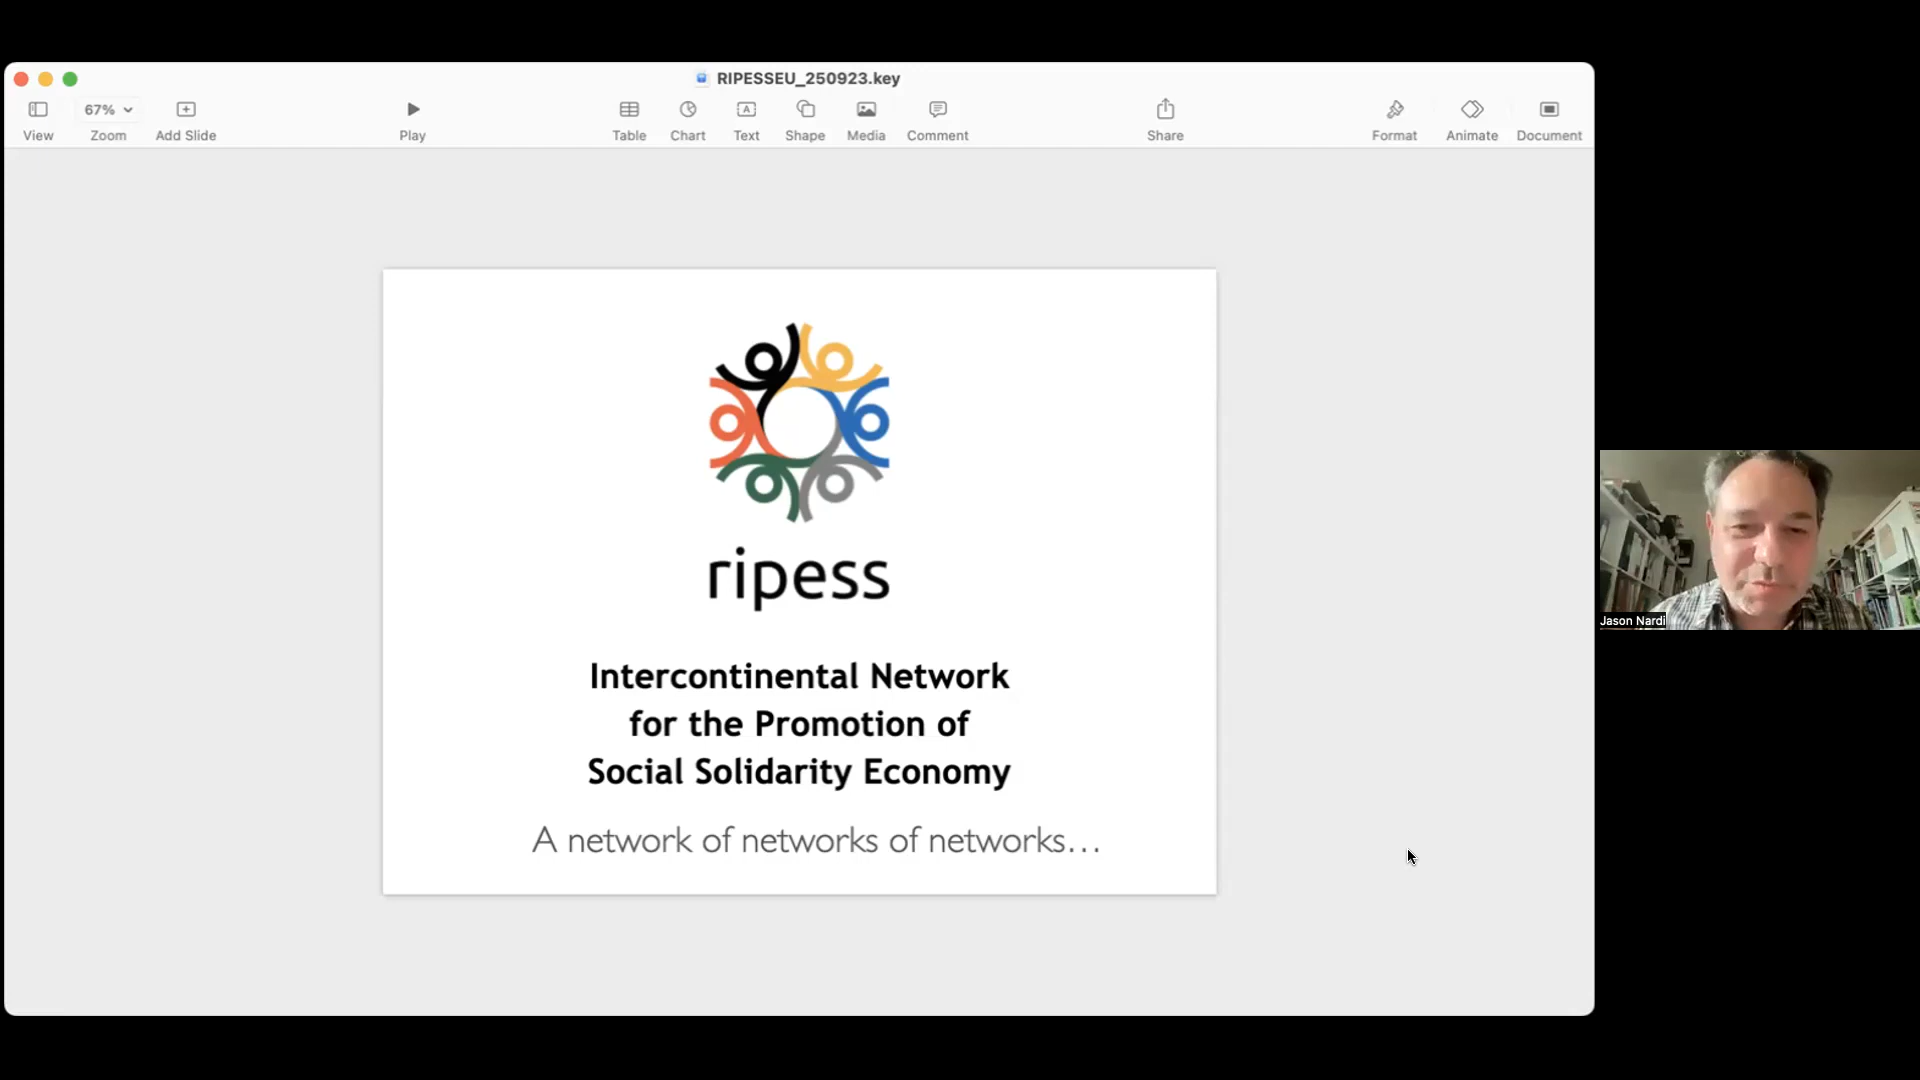 RIPESSEU_250923.key
67%
View
Zoom
Add Slide
Play
Table
Chart
Text
Shape
Media
Comment
Share
Format
Animate
Document
ripess
Intercontinental Network
for the Promotion of
Social Solidarity Economy
A network of networks of networks…
Jason Nardi